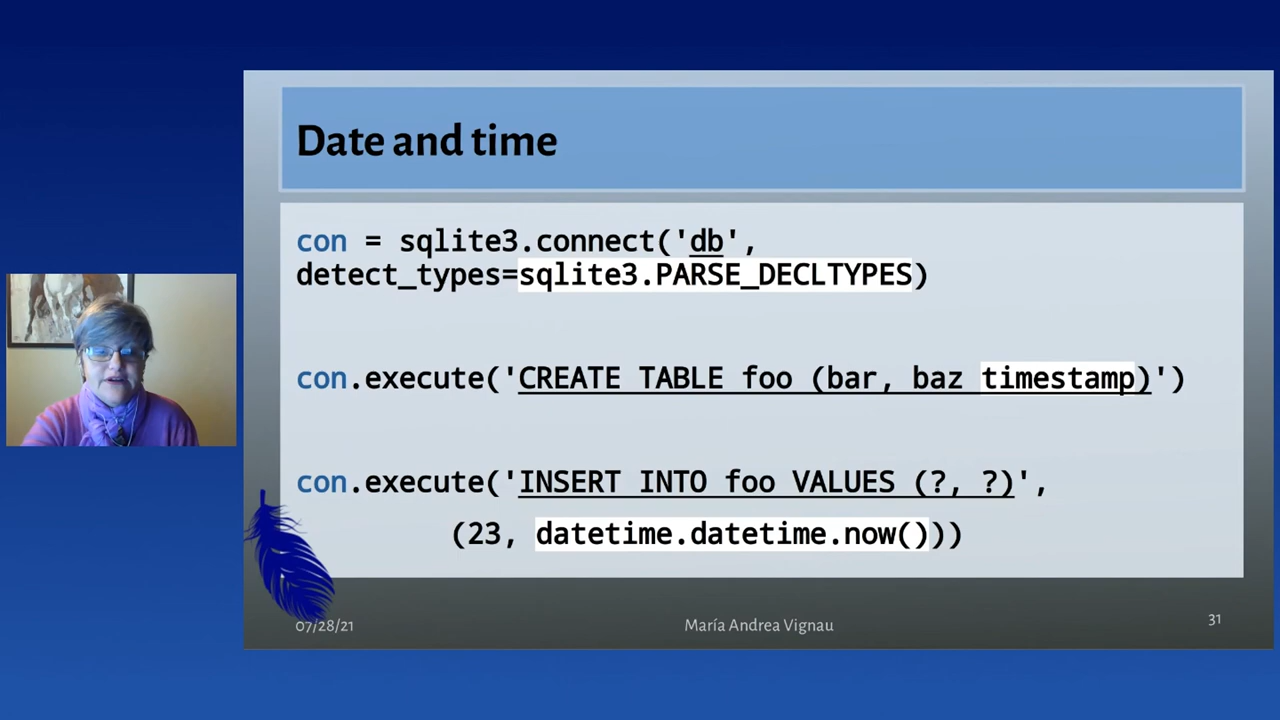 Date and time
con = sqlite3.connect('db',
detect_types=sqlite3.PARSE_DECLTYPES)
con.execute('CREATE TABLE foo (bar, baz timestamp)')
con.execute('INSERT INTO foo VALUES (?, ?)',
(23, datetime.datetime.now()))
07/28/21
María Andrea Vignau
31